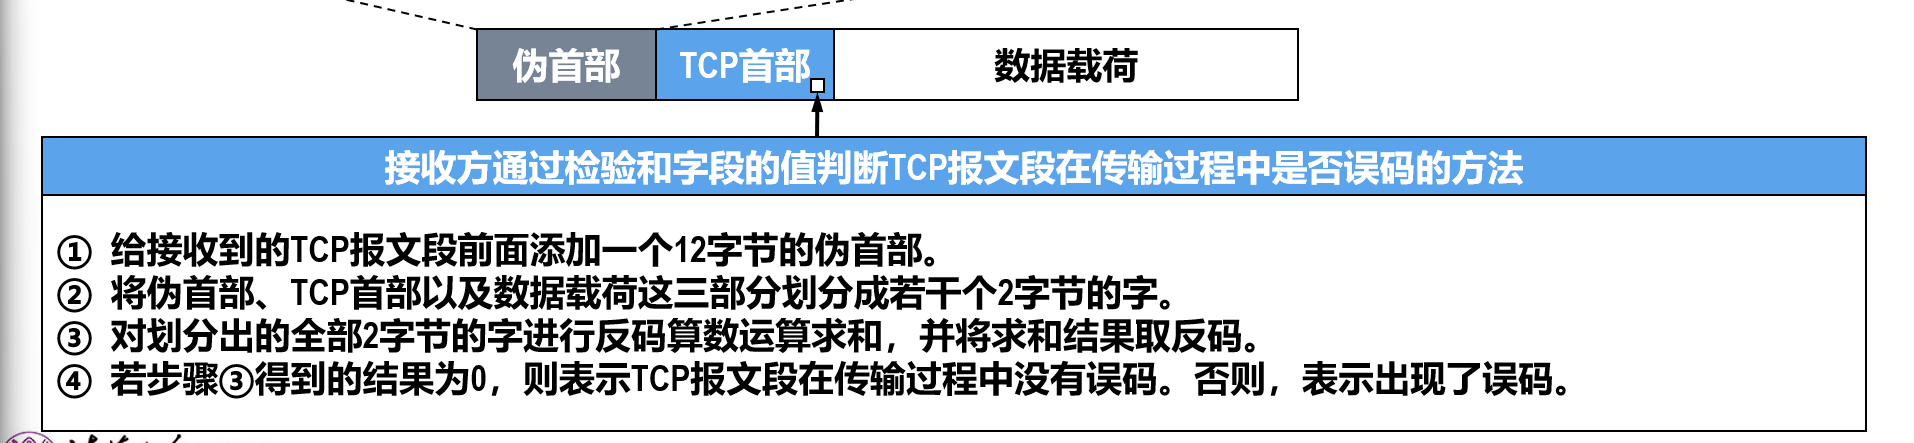 伪首部 TCP首部 数据载荷
接收方通过检验和字段的值判断TCP报文段在传输过程中是否误码的方法
① 给接收到的TCP报文段前面添加一个12字节的伪首部。
② 将伪首部、TCP首部以及数据载荷这三部分划分成若干个2字节的字。
③ 对划分出的全部2字节的字进行反码算数运算求和，并将求和结果取反码。
④ 若步骤③得到的结果为0，则表示TCP报文段在传输过程中没有误码。否则，表示出现了误码。